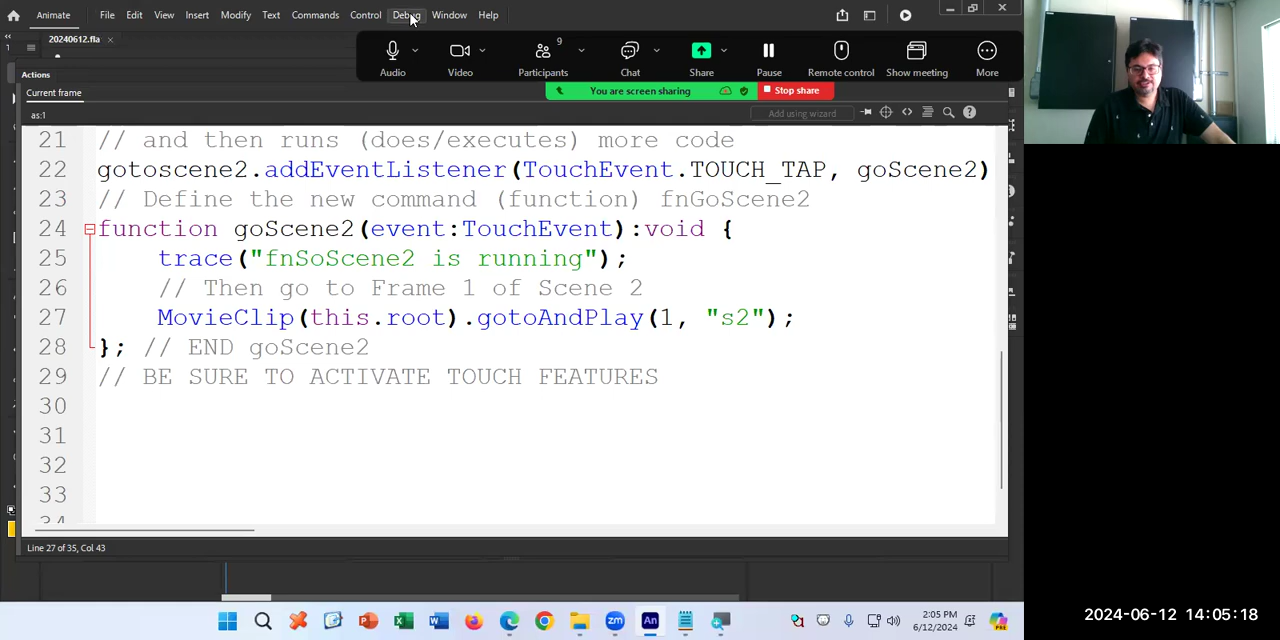 Animate File Edit View Insert Modify Text Commands Control Debug Window Help
20240612.fla
9
Audio Video Participants Chat Share Pause Remote control Show meeting More
You are screen sharing Stop share
Actions
Current frame
as:1
Add using wizard
21 // and then runs (does/executes) more code
22 gotoscene2.addEventListener(TouchEvent.TOUCH_TAP, goScene2)
23 // Define the new command (function) fnGoScene2
24 function goScene2(event:TouchEvent):void {
25 trace("fnSoScene2 is running");
26 // Then go to Frame 1 of Scene 2
27 MovieClip(this.root).gotoAndPlay(1, "s2");
28 }; // END goScene2
29 // BE SURE TO ACTIVATE TOUCH FEATURES
30
31
32
33
34
Line 27 of 35, Col 43
2:05 PM
6/12/2024
2024-06-12 14:05:18